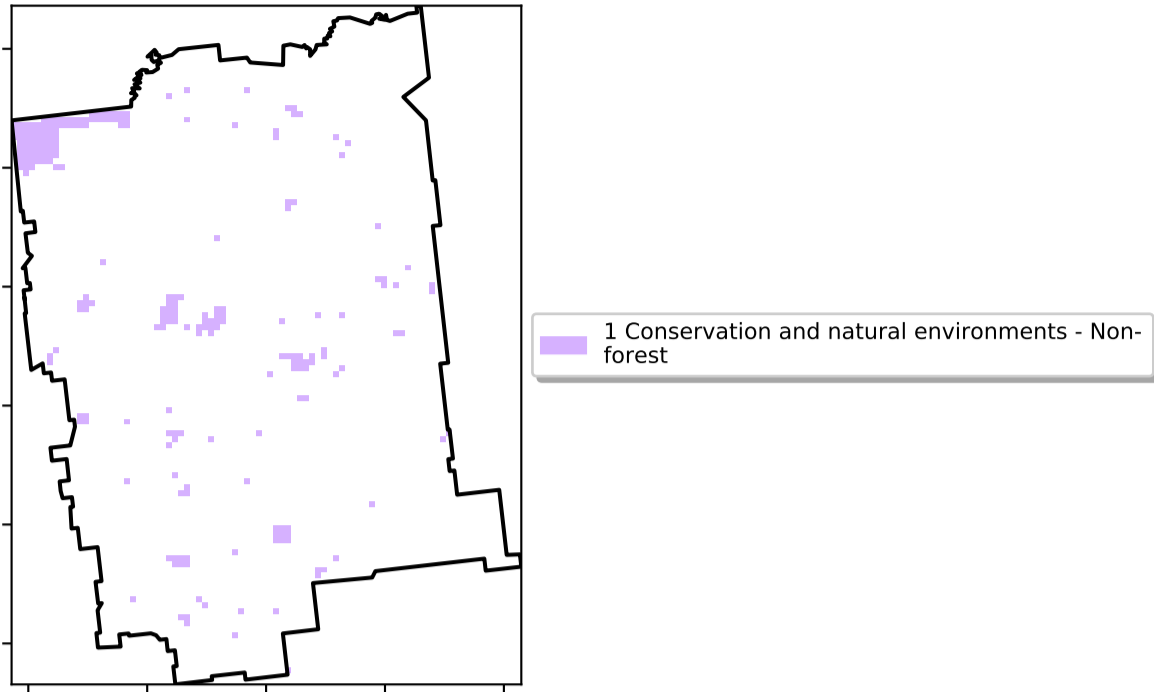 1 Conservation and natural environments - Non-
forest